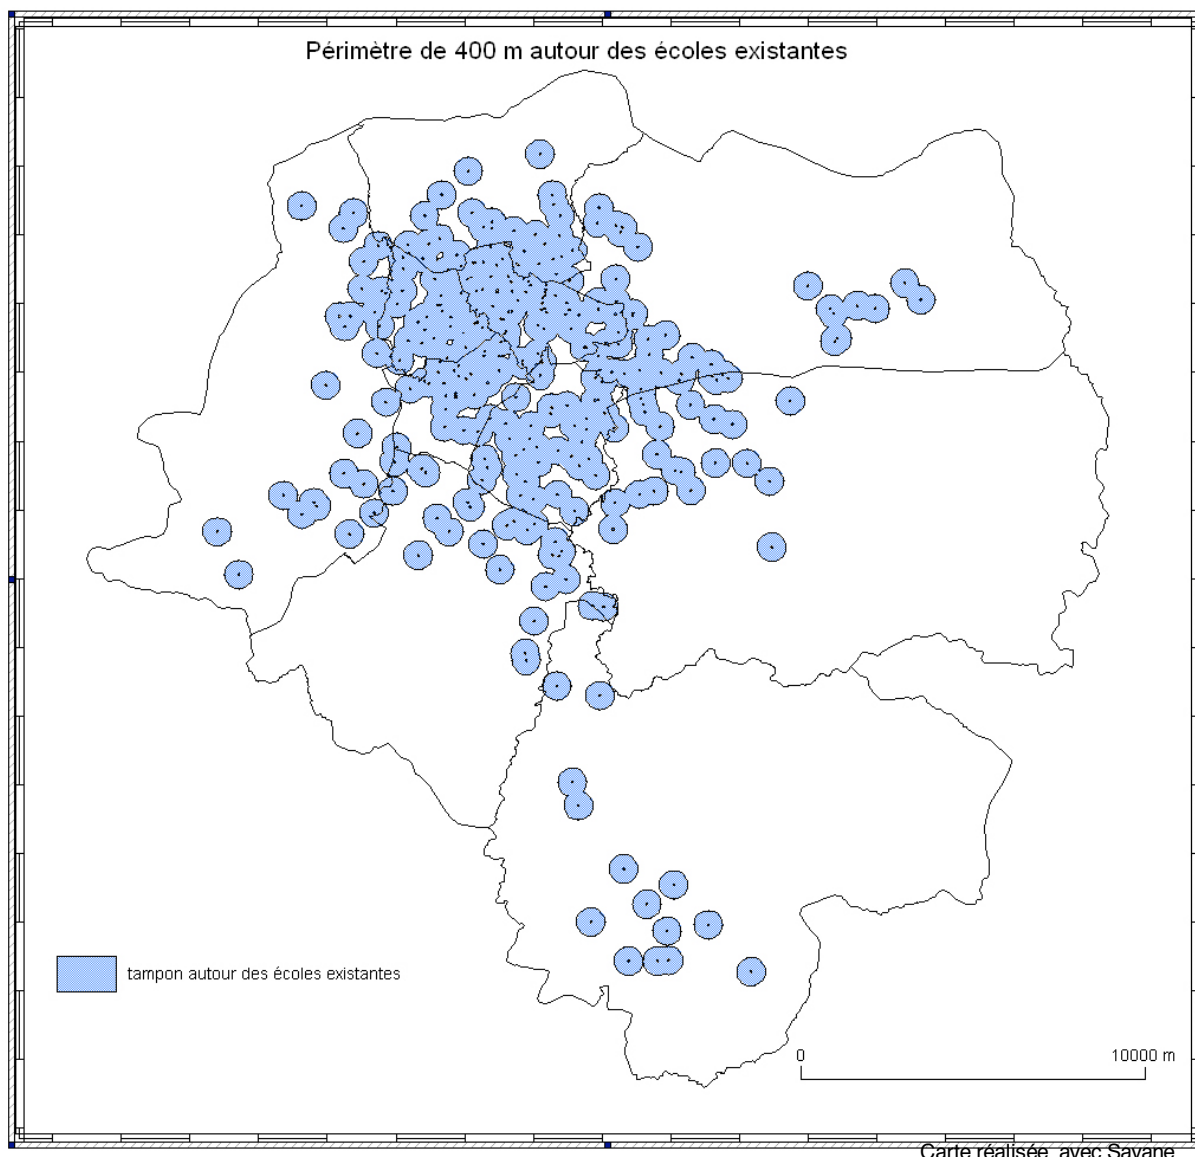 Périmètre de 400 m autour des écoles existantes
tampon autour des écoles existantes
0 10000 m
Carte réalisée avec Savane